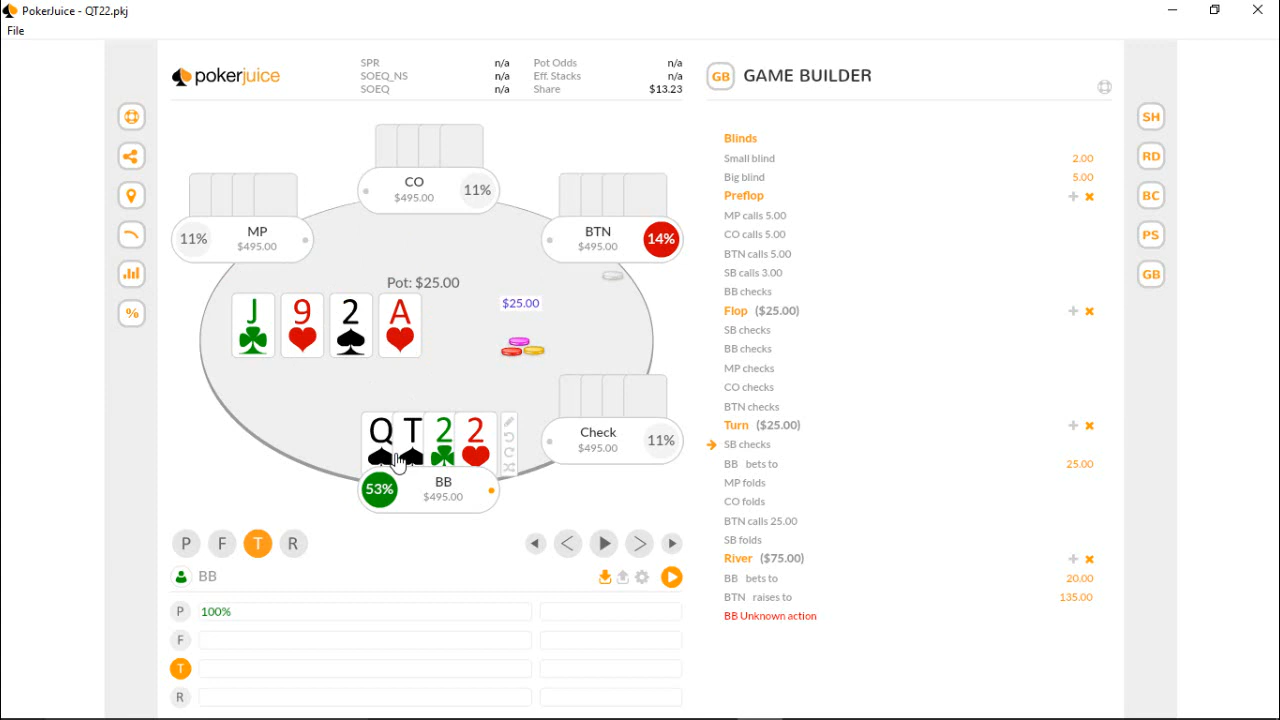 PokerJuice - QT22.pkj
File
pokerjuice
SPR n/a Pot Odds n/a
SOEQ_NS n/a Eff. Stacks n/a
SOEQ n/a Share $13.23
CO
$495.00
11%
MP
$495.00
11%
BTN
$495.00
14%
Pot: $25.00
$25.00
J 9 2 A
Q T 2 2
Check
$495.00
11%
BB
$495.00
53%
P F T R
BB
P 100%
F
T
R
GB GAME BUILDER
Blinds
Small blind 2.00
Big blind 5.00
Preflop
MP calls 5.00
CO calls 5.00
BTN calls 5.00
SB calls 3.00
BB checks
Flop ($25.00)
SB checks
BB checks
MP checks
CO checks
BTN checks
Turn ($25.00)
SB checks
BB bets to 25.00
MP folds
CO folds
BTN calls 25.00
SB folds
River ($75.00)
BB bets to 20.00
BTN raises to 135.00
BB Unknown action
SH
RD
BC
PS
GB
%